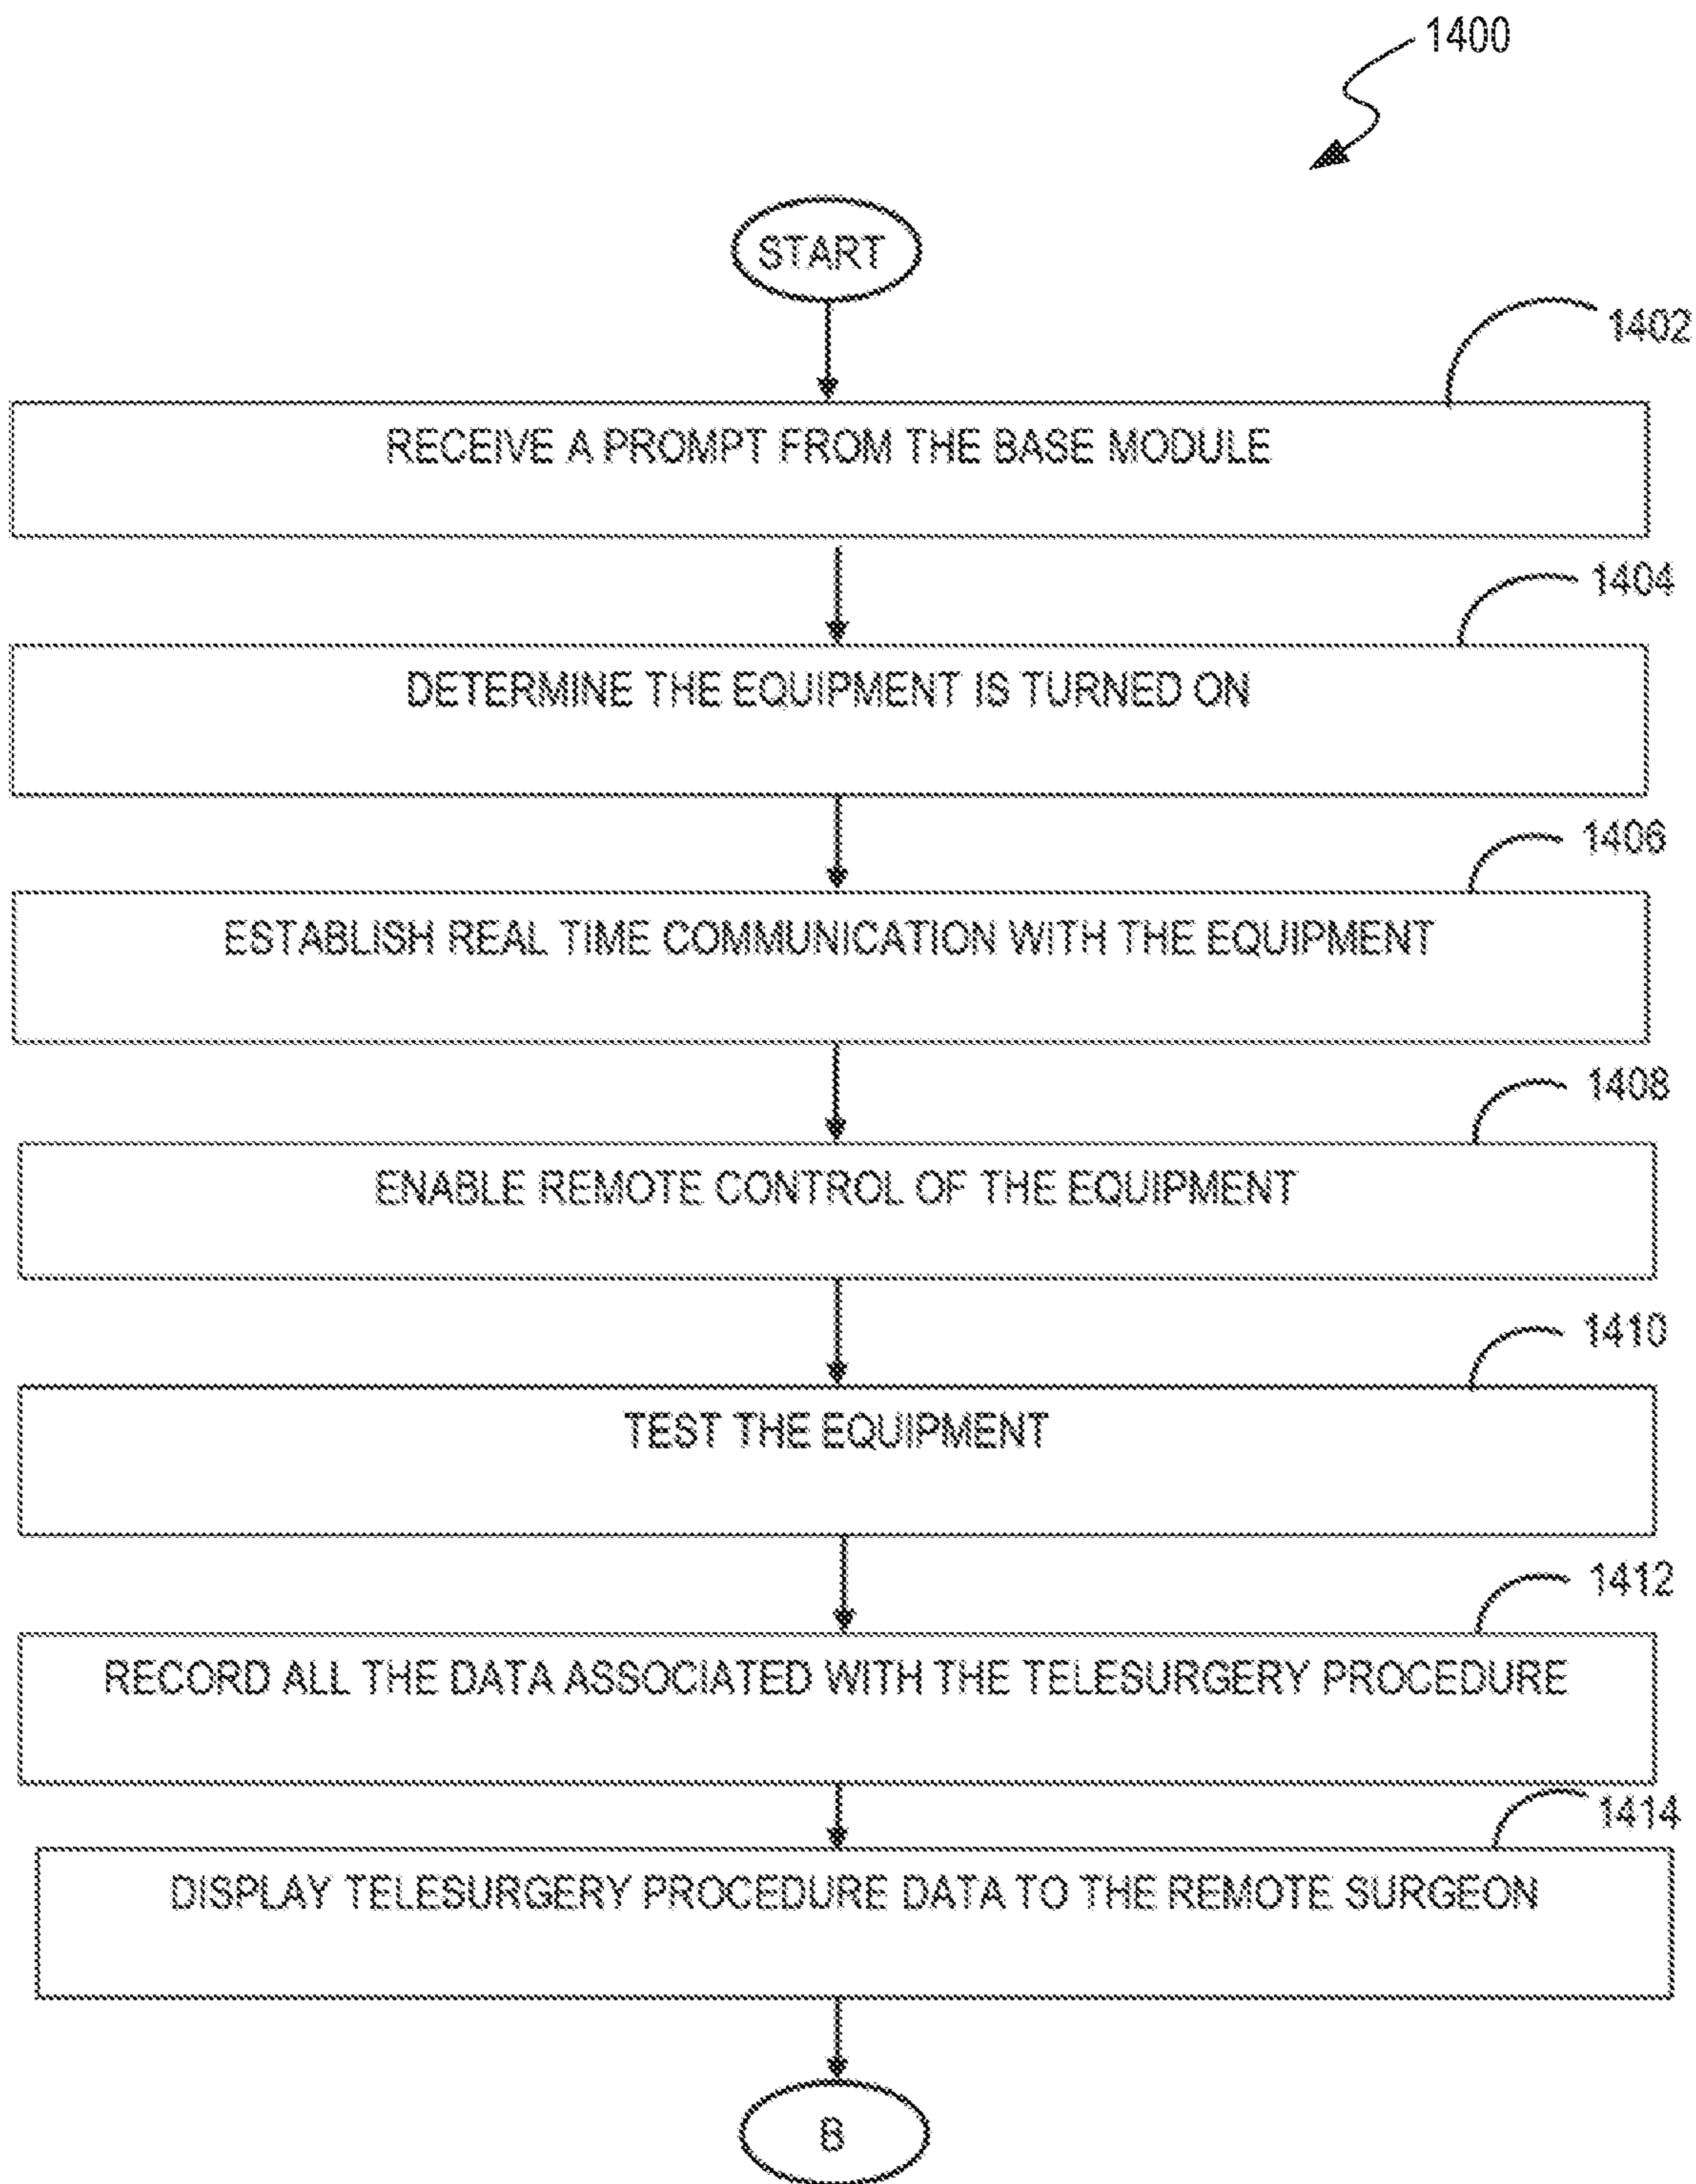 1400
START
1402
RECEIVE A PROMPT FROM THE BASE MODULE
1404
DETERMINE THE EQUIPMENT IS TURNED ON
1406
ESTABLISH REAL TIME COMMUNICATION WITH THE EQUIPMENT
1408
ENABLE REMOTE CONTROL OF THE EQUIPMENT
1410
TEST THE EQUIPMENT
1412
RECORD ALL THE DATA ASSOCIATED WITH THE TELESURGERY PROCEDURE
1414
DISPLAY TELESURGERY PROCEDURE DATA TO THE REMOTE SURGEON
B